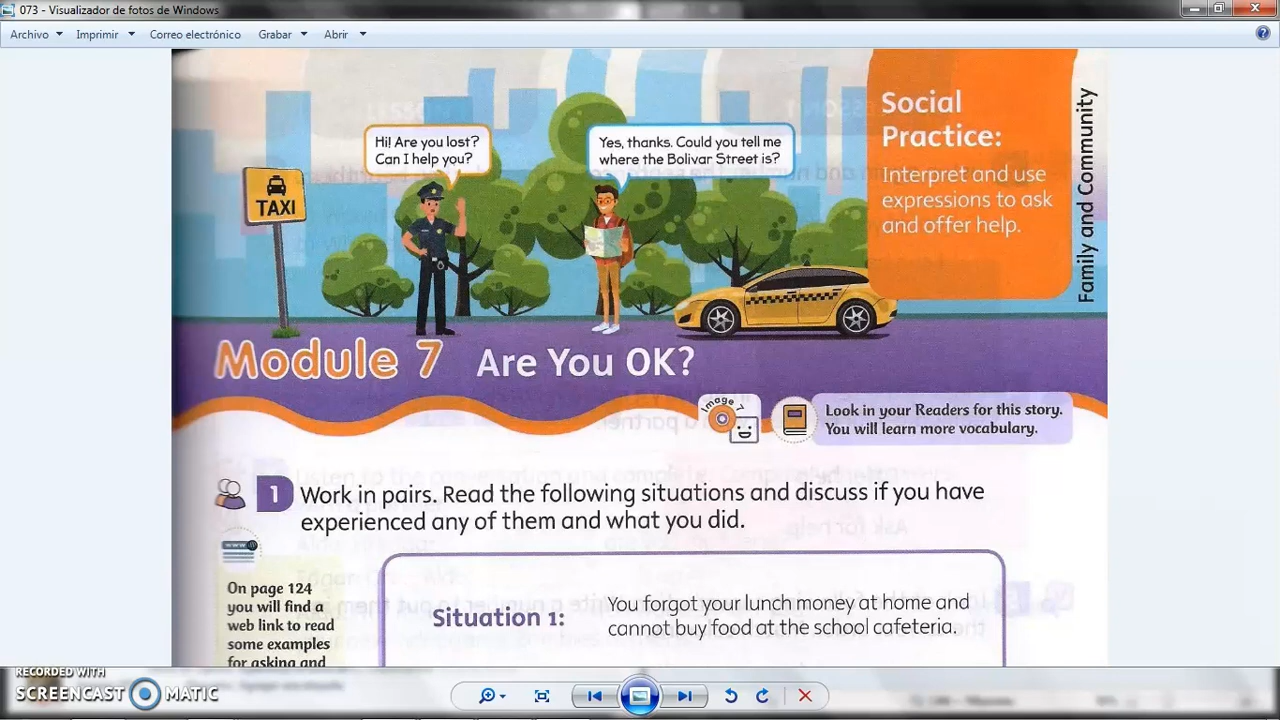 073 - Visualizador de fotos de Windows
Archivo Imprimir Correo electrónico Grabar Abrir
Hi! Are you lost?
Can I help you?
Yes, thanks. Could you tell me
where the Bolivar Street is?
TAXI
Social
Practice:
Interpret and use
expressions to ask
and offer help.
Family and Community
Module 7 Are You OK?
Image 7
Look in your Readers for this story.
You will learn more vocabulary.
1 Work in pairs. Read the following situations and discuss if you have
experienced any of them and what you did.
www
On page 124
you will find a
web link to read
some examples
for asking and
Situation 1:
You forgot your lunch money at home and
cannot buy food at the school cafeteria.
RECORDED WITH
SCREENCAST MATIC